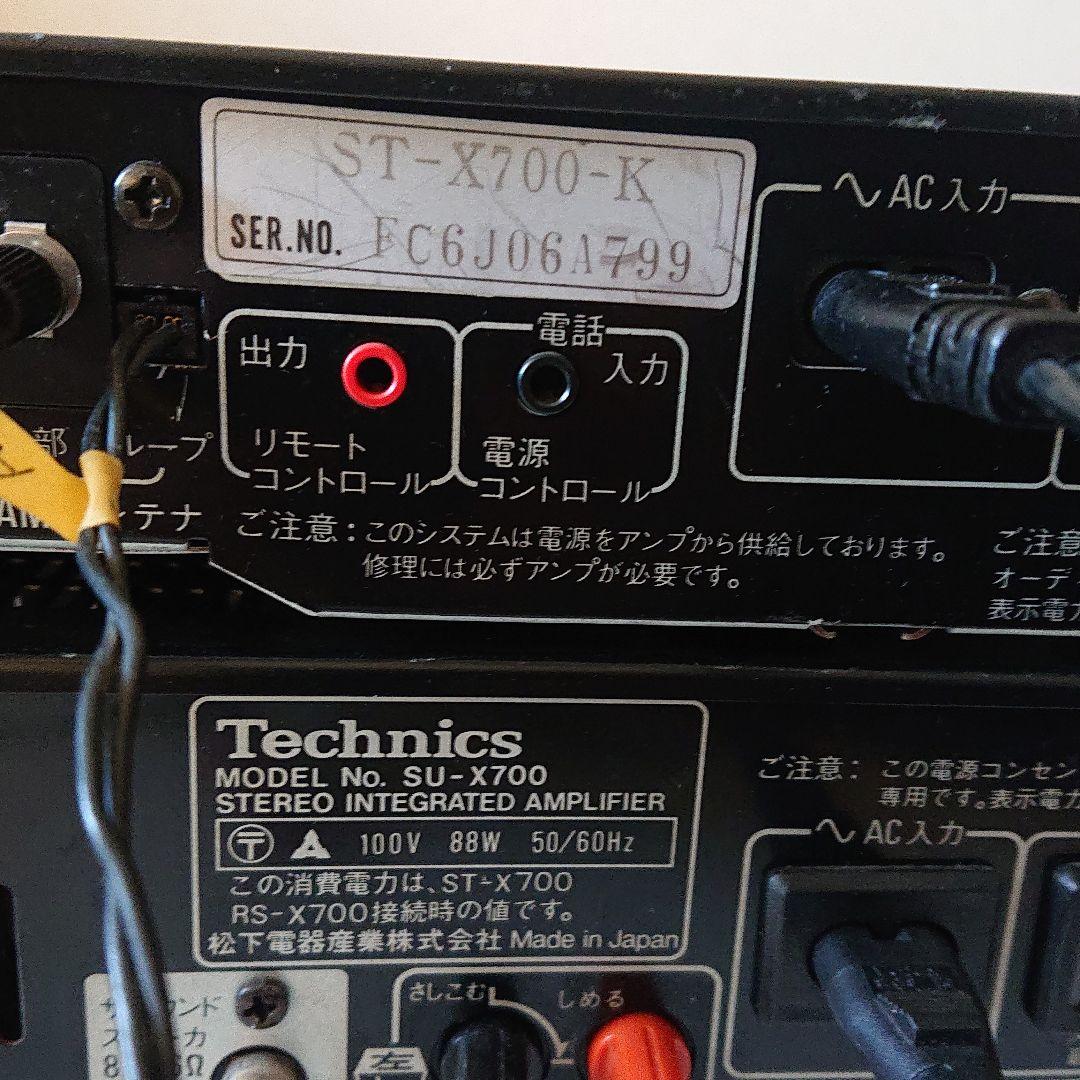 ST-X700-K
SER.NO. FC6J06A799
AC入力
出力
電話
入力
リモート
コントロール
電源
コントロール
部
ループ
AM
テナ
ご注意：このシステムは電源をアンプから供給しております。
修理には必ずアンプが必要です。
ご注意
オーデ
表示電力
Technics
MODEL No. SU-X700
STEREO INTEGRATED AMPLIFIER
100V 88W 50/60Hz
この消費電力は、ST-X700
RS-X700接続時の値です。
松下電器産業株式会社 Made in Japan
ご注意： この電源コンセン
専用です。表示電力
AC入力
さしこむ
しめる
左